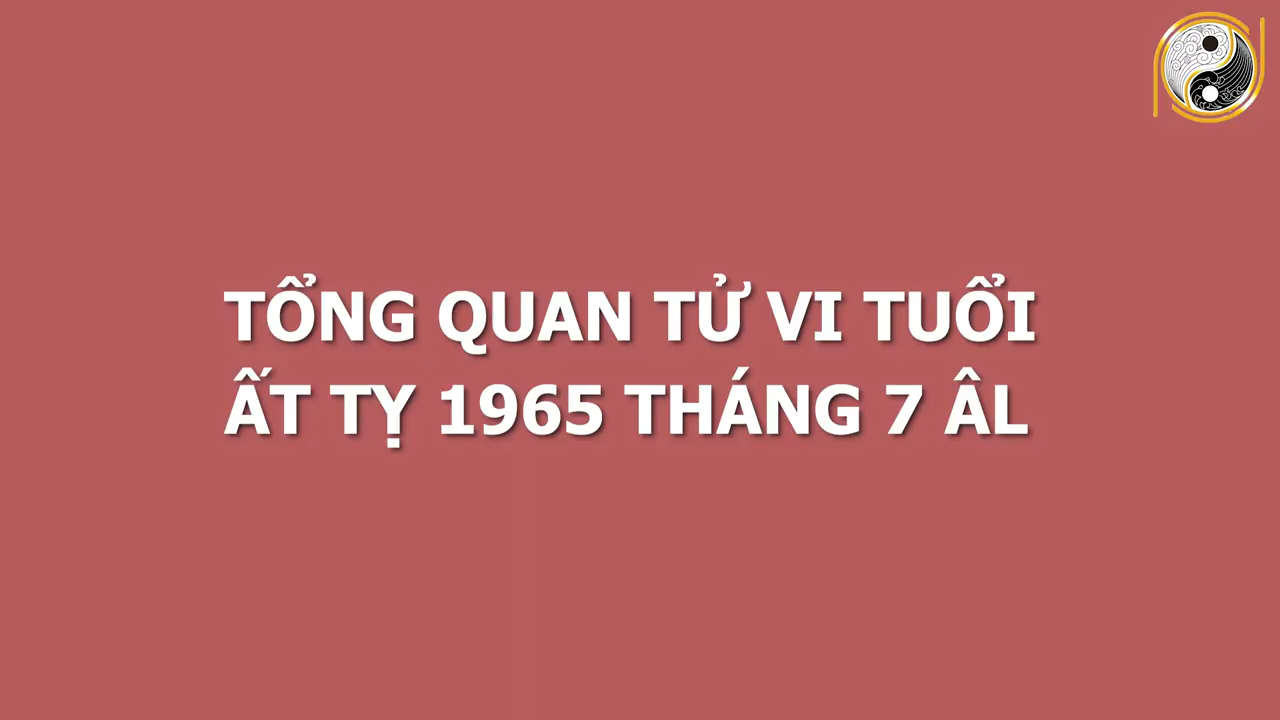 TỔNG QUAN TỬ VI TUỔI
ẤT TỴ 1965 THÁNG 7 ÂL